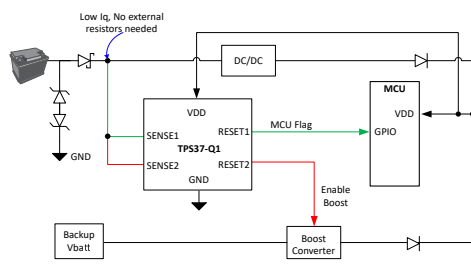 Low Iq, No external
resistors needed
DC/DC
MCU
VDD
VDD
SENSE1
RESET1
MCU Flag
GPIO
TPS37-Q1
SENSE2
RESET2
GND
GND
Enable
Boost
Backup
Vbatt
Boost
Converter